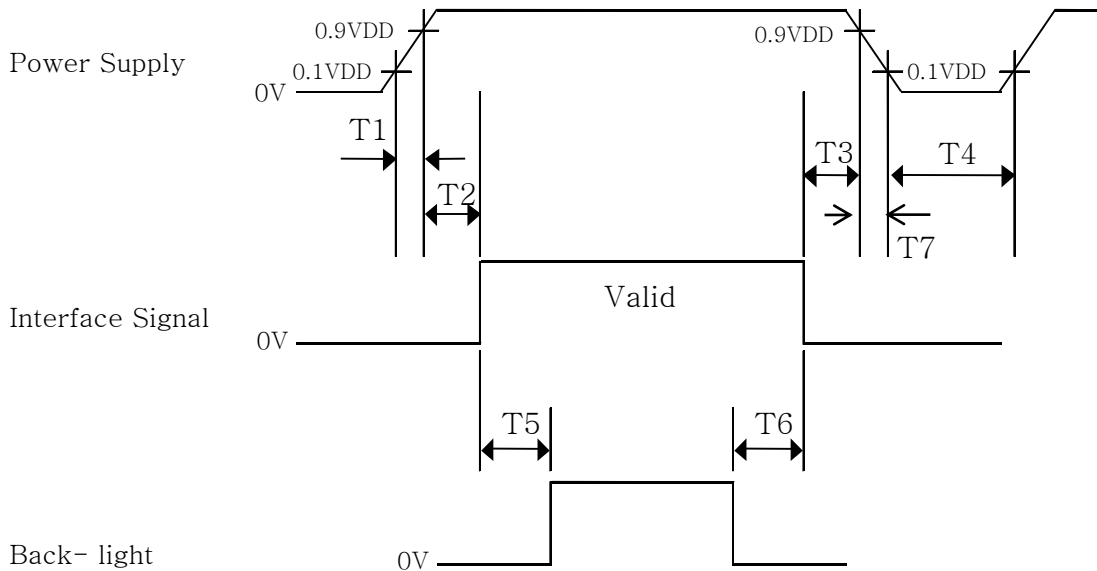 0.9VDD
0.9VDD
Power Supply
0.1VDD
0.1VDD
0V
T1
T3
T4
T2
T7
Valid
Interface Signal
0V
T5
T6
Back- light
0V